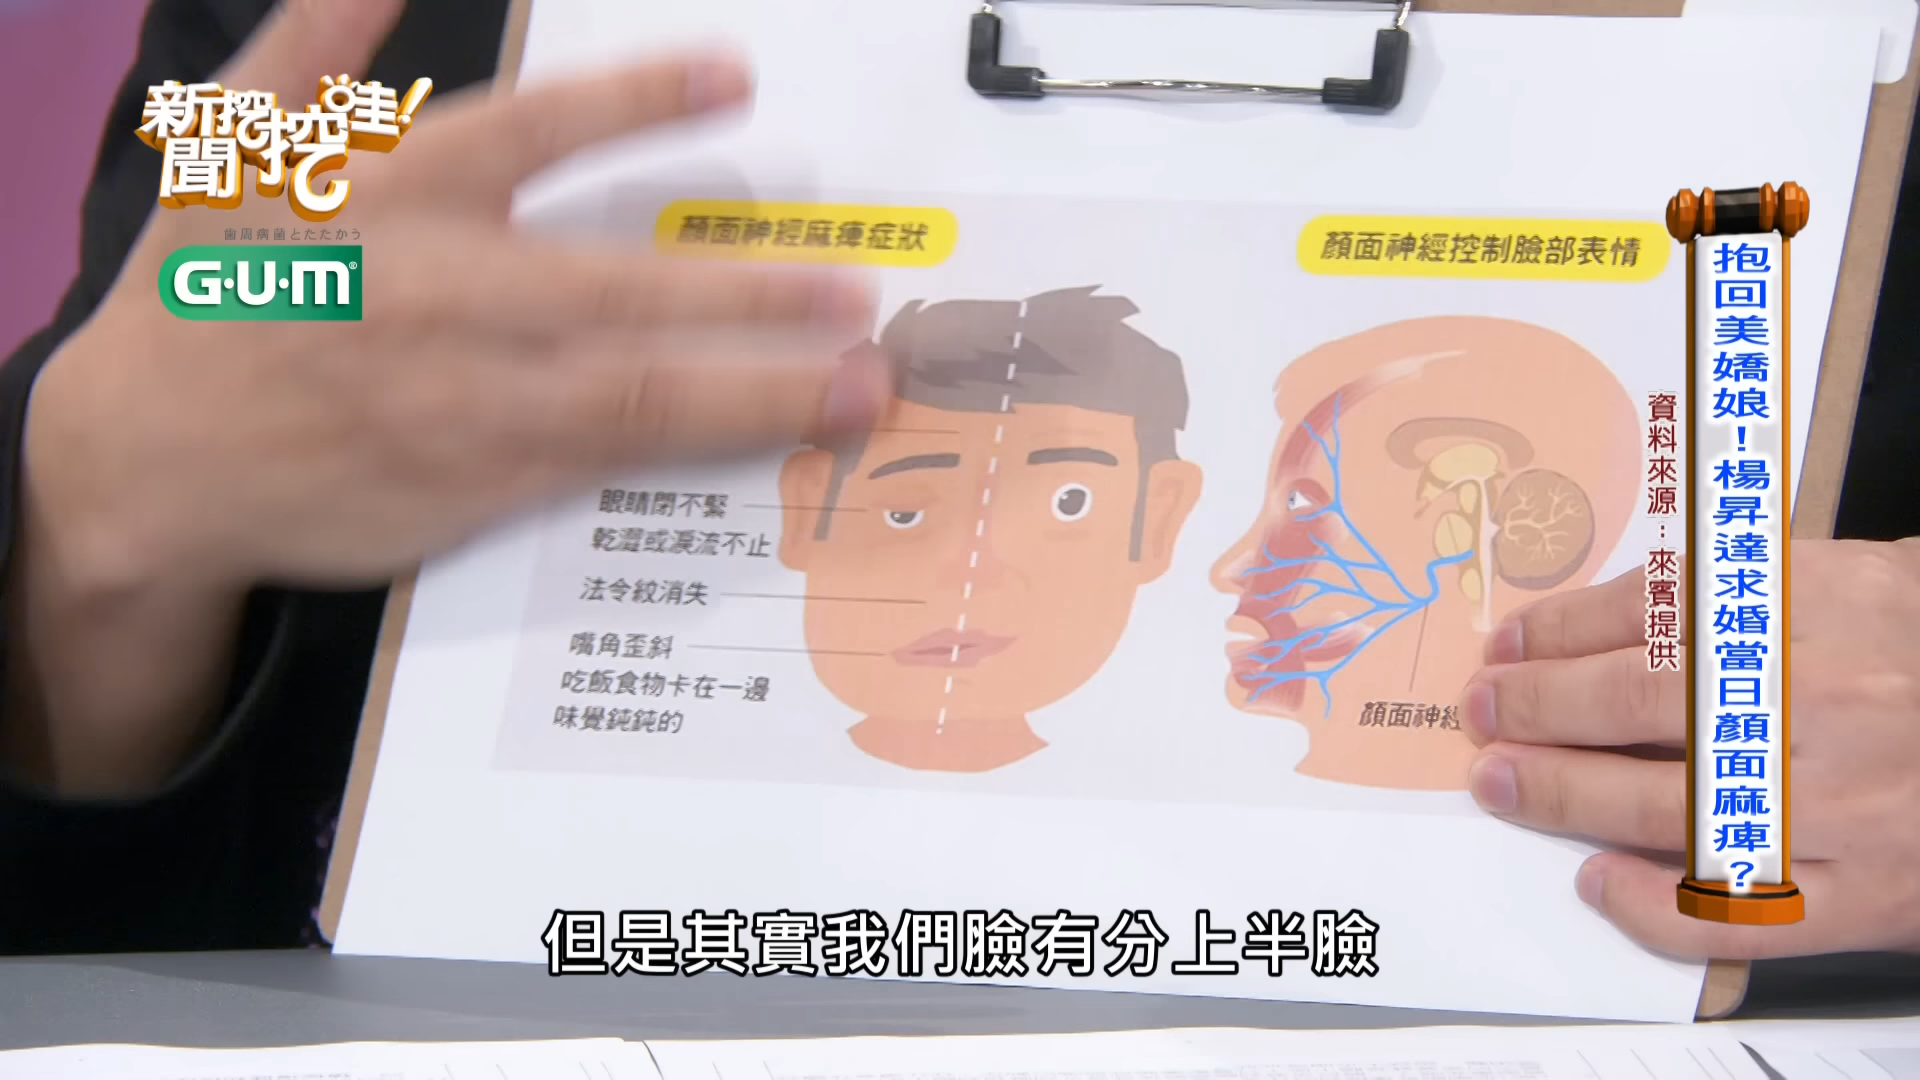 新聞挖挖哇!
歯周病菌とたたかう
G·U·M®
顏面神經麻痺症狀
顏面神經控制臉部表情
眼睛閉不緊
乾澀或淚流不止
法令紋消失
嘴角歪斜
吃飯食物卡在一邊
味覺鈍鈍的
顏面神經
資料來源：來賓提供
抱回美嬌娘！楊昇達求婚當日顏面麻痺？
但是其實我們臉有分上半臉